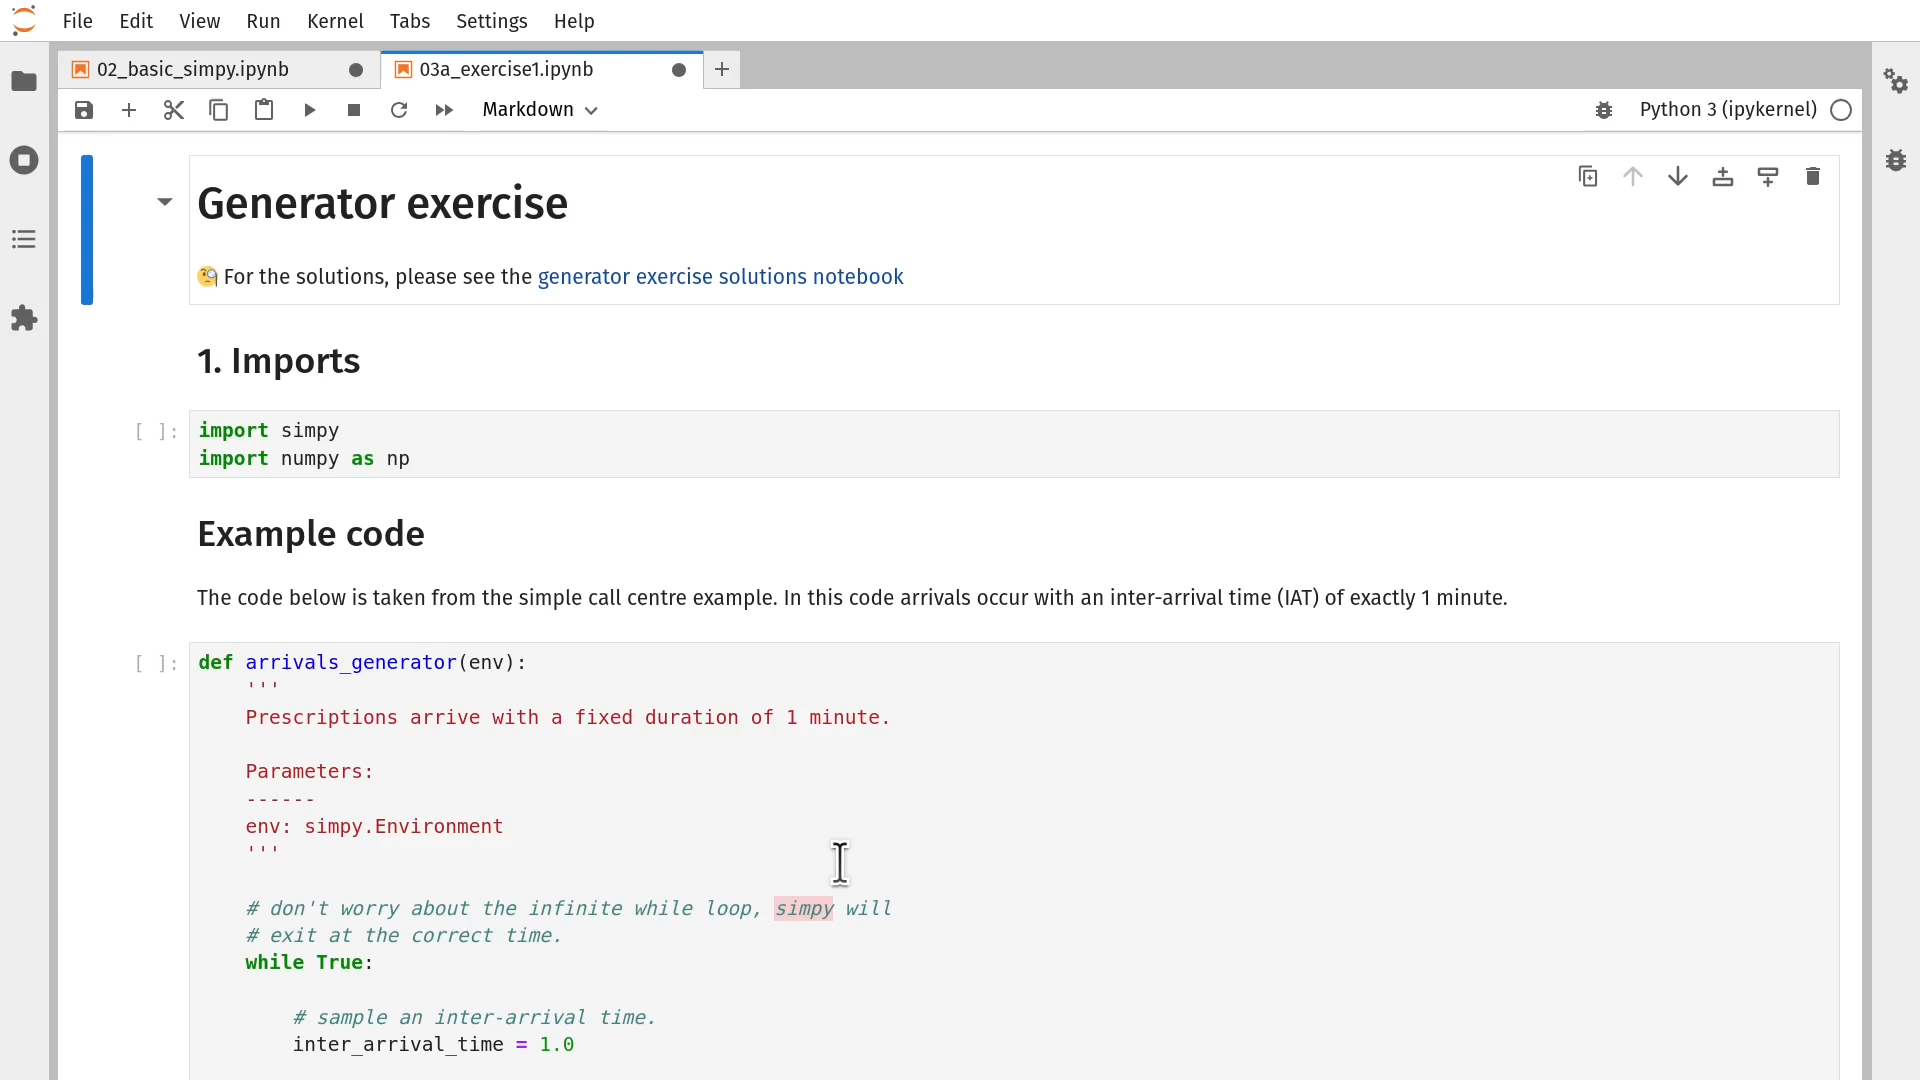 File Edit View Run Kernel Tabs Settings Help
02_basic_simpy.ipynb 03a_exercise1.ipynb
Markdown Python 3 (ipykernel)
Generator exercise
🧐 For the solutions, please see the generator exercise solutions notebook
1. Imports
[ ]: import simpy
import numpy as np
Example code
The code below is taken from the simple call centre example. In this code arrivals occur with an inter-arrival time (IAT) of exactly 1 minute.
[ ]: def arrivals_generator(env):
'''
Prescriptions arrive with a fixed duration of 1 minute.
Parameters:
------
env: simpy.Environment
'''
# don't worry about the infinite while loop, simpy will
# exit at the correct time.
while True:
# sample an inter-arrival time.
inter_arrival_time = 1.0